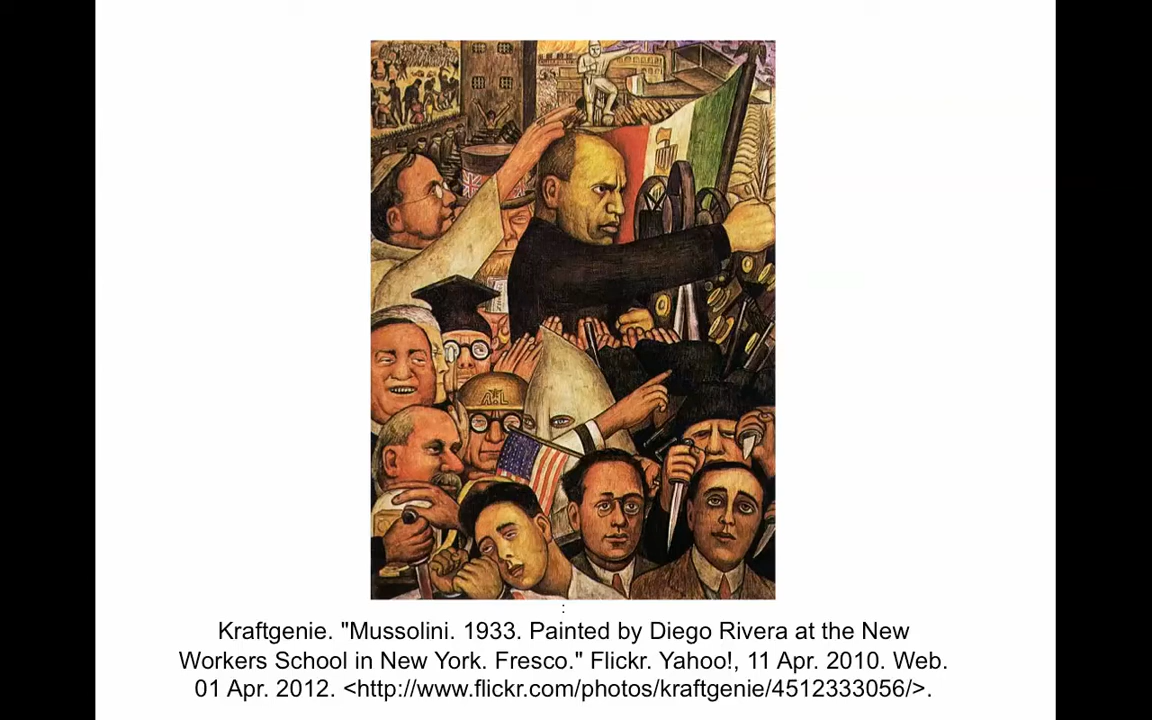 AFL
:
Kraftgenie. "Mussolini. 1933. Painted by Diego Rivera at the New
Workers School in New York. Fresco." Flickr. Yahoo!, 11 Apr. 2010. Web.
01 Apr. 2012. <http://www.flickr.com/photos/kraftgenie/4512333056/>.